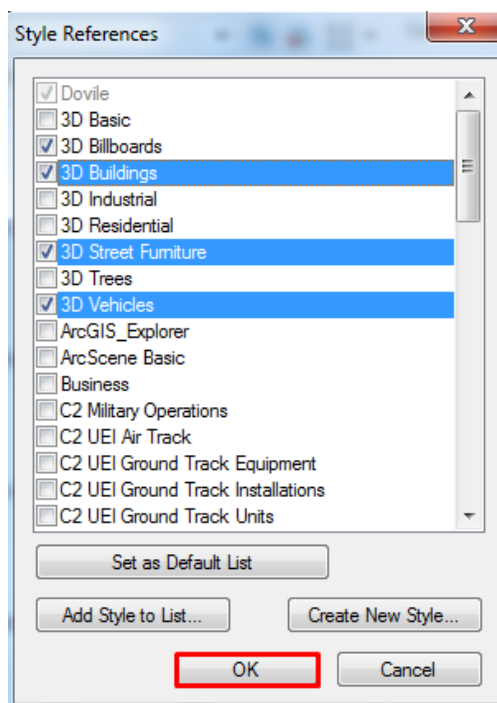 Style References
Dovile
3D Basic
3D Billboards
3D Buildings
3D Industrial
3D Residential
3D Street Furniture
3D Trees
3D Vehicles
ArcGIS_Explorer
ArcScene Basic
Business
C2 Military Operations
C2 UEI Air Track
C2 UEI Ground Track Equipment
C2 UEI Ground Track Installations
C2 UEI Ground Track Units
Set as Default List
Add Style to List... Create New Style...
OK Cancel